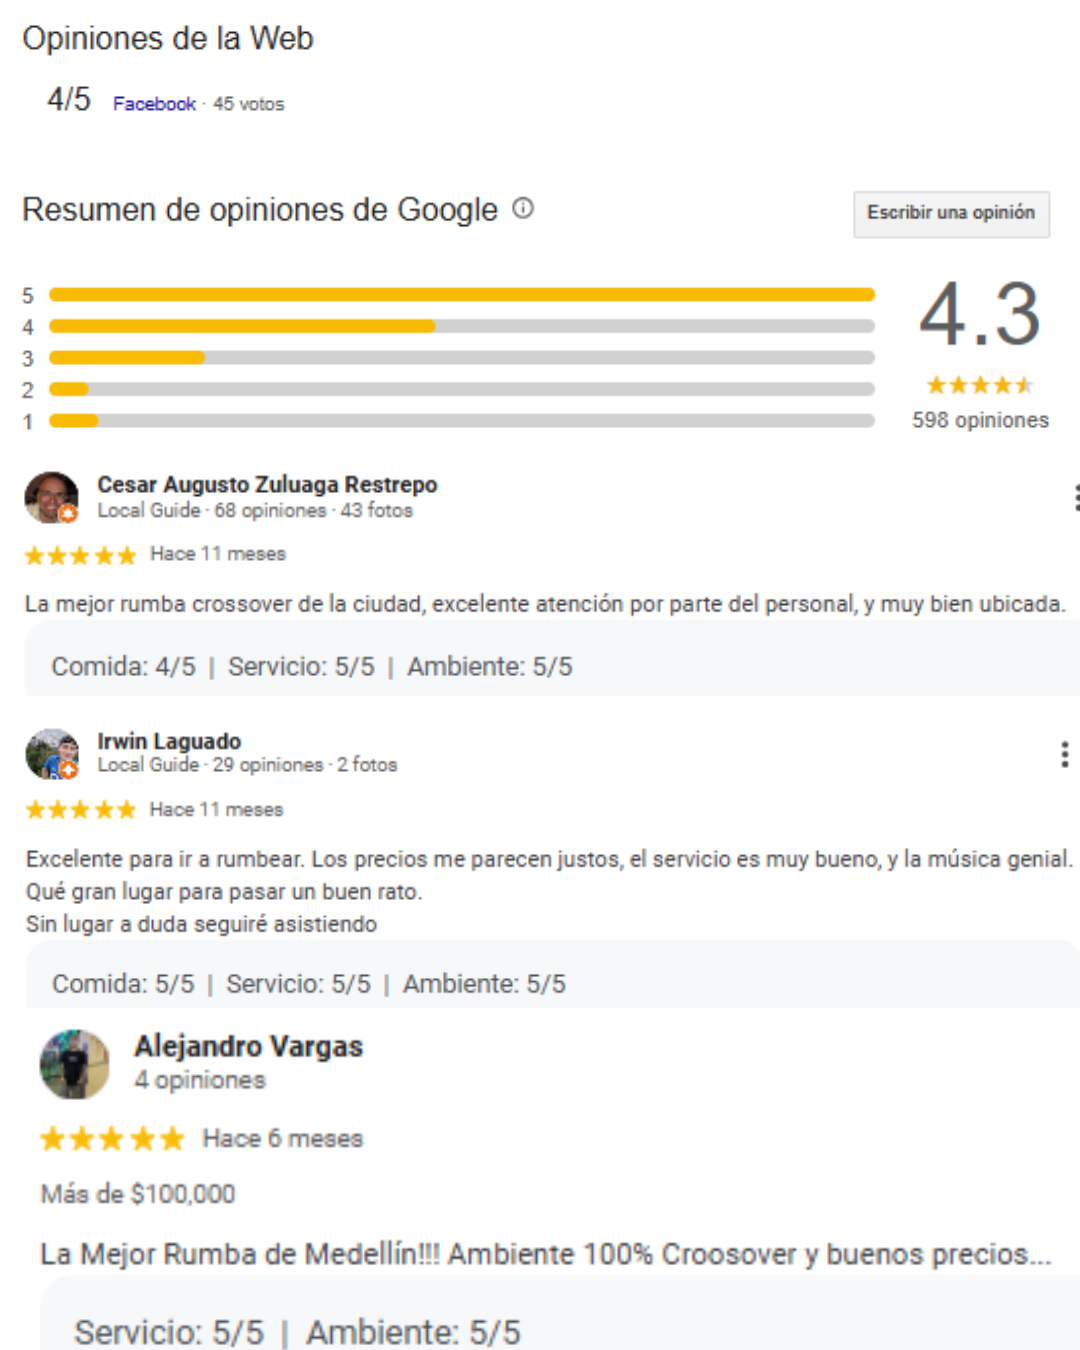 Opiniones de la Web
4/5 Facebook · 45 votos
Resumen de opiniones de Google
Escribir una opinión
5
4
3
2
1
4.3
598 opiniones
Cesar Augusto Zuluaga Restrepo
Local Guide · 68 opiniones · 43 fotos
Hace 11 meses
La mejor rumba crossover de la ciudad, excelente atención por parte del personal, y muy bien ubicada.
Comida: 4/5 | Servicio: 5/5 | Ambiente: 5/5
Irwin Laguado
Local Guide · 29 opiniones · 2 fotos
Hace 11 meses
Excelente para ir a rumbear. Los precios me parecen justos, el servicio es muy bueno, y la música genial.
Qué gran lugar para pasar un buen rato.
Sin lugar a duda seguiré asistiendo
Comida: 5/5 | Servicio: 5/5 | Ambiente: 5/5
Alejandro Vargas
4 opiniones
Hace 6 meses
Más de $100,000
La Mejor Rumba de Medellín!!! Ambiente 100% Croosover y buenos precios...
Servicio: 5/5 | Ambiente: 5/5